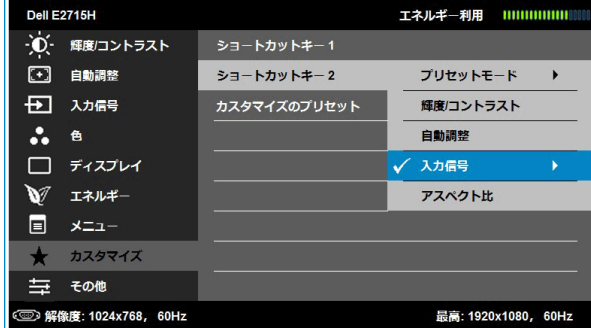 Dell E2715H エネルギー利用
輝度/コントラスト ショートカットキー 1
自動調整 ショートカットキー 2 プリセットモード
入力信号 カスタマイズのプリセット 輝度/コントラスト
色 自動調整
ディスプレイ 入力信号
エネルギー アスペクト比
メニュー
カスタマイズ
その他
解像度: 1024x768, 60Hz 最高: 1920x1080, 60Hz